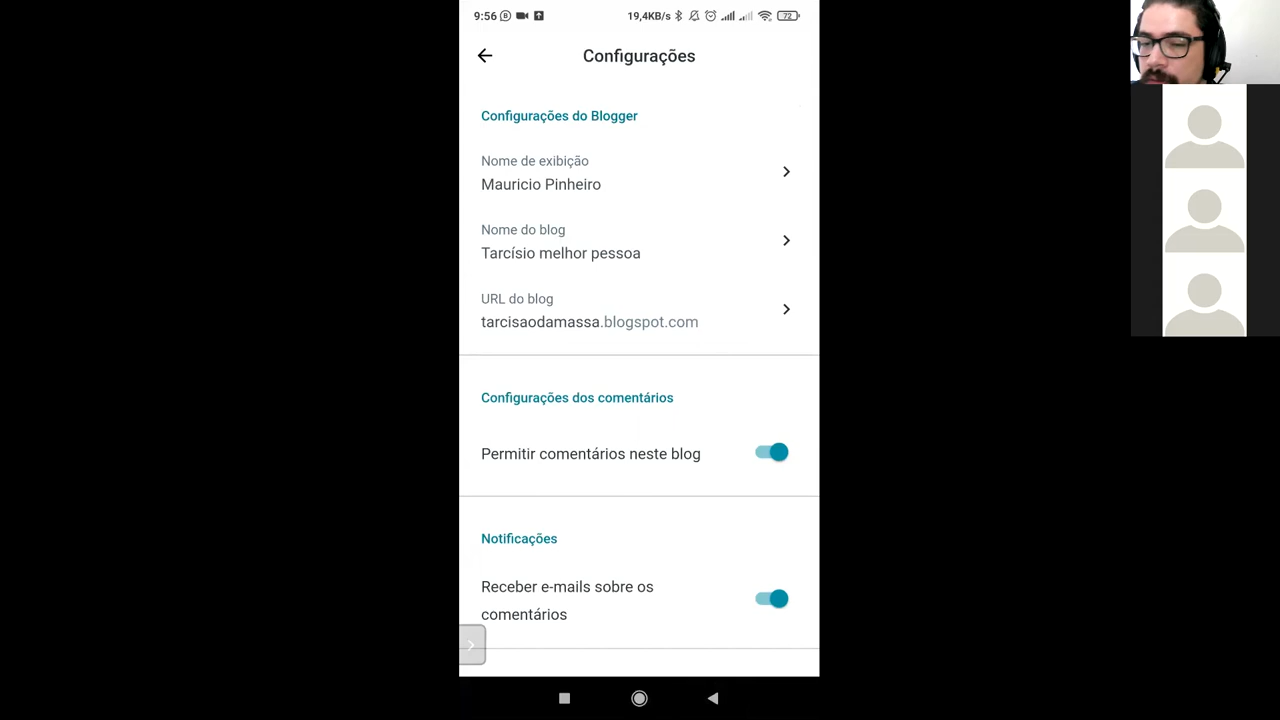 9:56
19,4KB/s
72
Configurações
Configurações do Blogger
Nome de exibição
Mauricio Pinheiro
Nome do blog
Tarcísio melhor pessoa
URL do blog
tarcisaodamassa.blogspot.com
Configurações dos comentários
Permitir comentários neste blog
Notificações
Receber e-mails sobre os
comentários